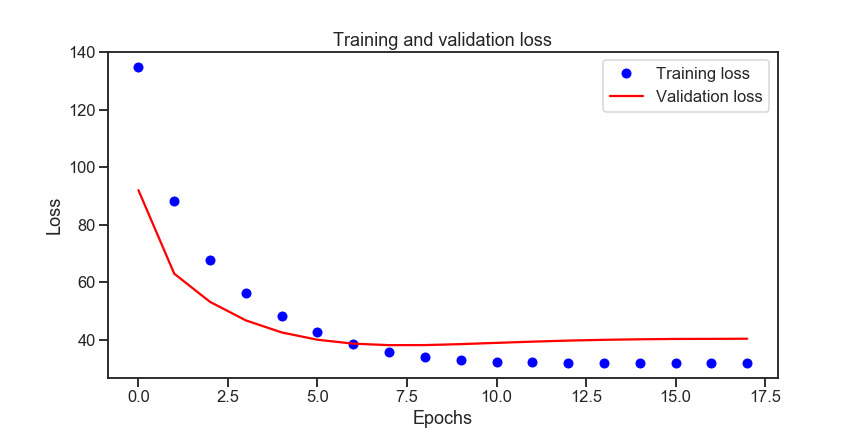 Training and validation loss
140
120
100
80
60
40
Loss
Training loss
Validation loss
0.0 2.5 5.0 7.5 10.0 12.5 15.0 17.5
Epochs